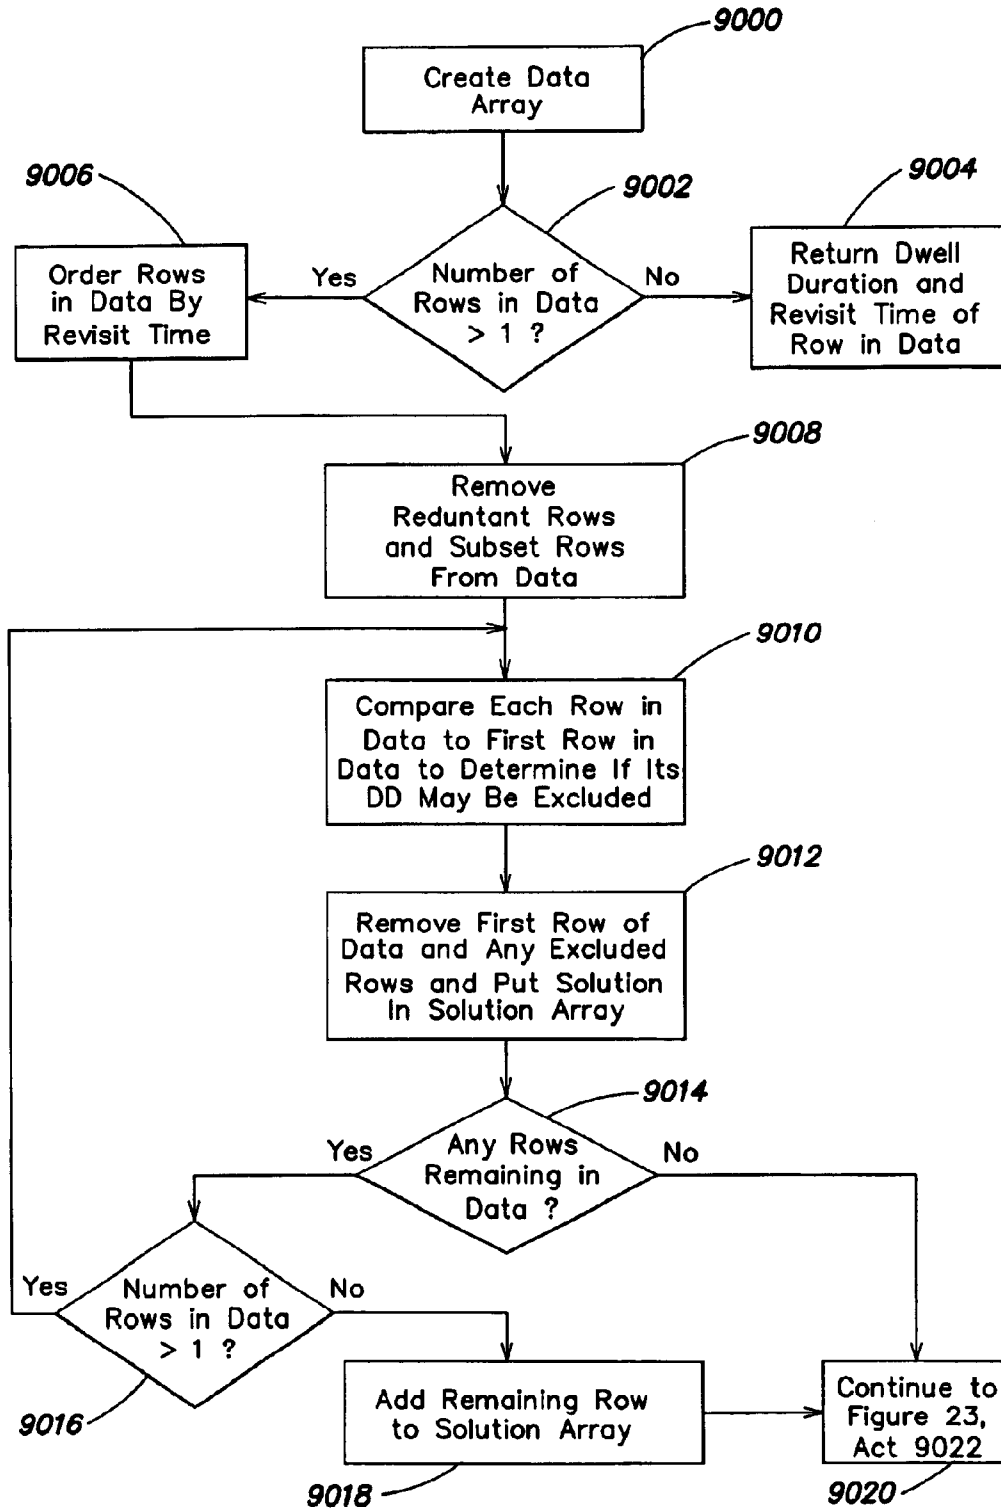 9000
Create Data
Array
9006
9002
9004
Order Rows
in Data By
Revisit Time
Yes
Number of
Rows in Data
> 1 ?
No
Return Dwell
Duration and
Revisit Time of
Row in Data
9008
Remove
Reduntant Rows
and Subset Rows
From Data
9010
Compare Each Row in
Data to First Row in
Data to Determine If Its
DD May Be Excluded
9012
Remove First Row of
Data and Any Excluded
Rows and Put Solution
In Solution Array
9014
Yes
Any Rows
Remaining in
Data ?
No
Yes
Number of
Rows in Data
> 1 ?
No
9016
Add Remaining Row
to Solution Array
9018
Continue to
Figure 23,
Act 9022
9020